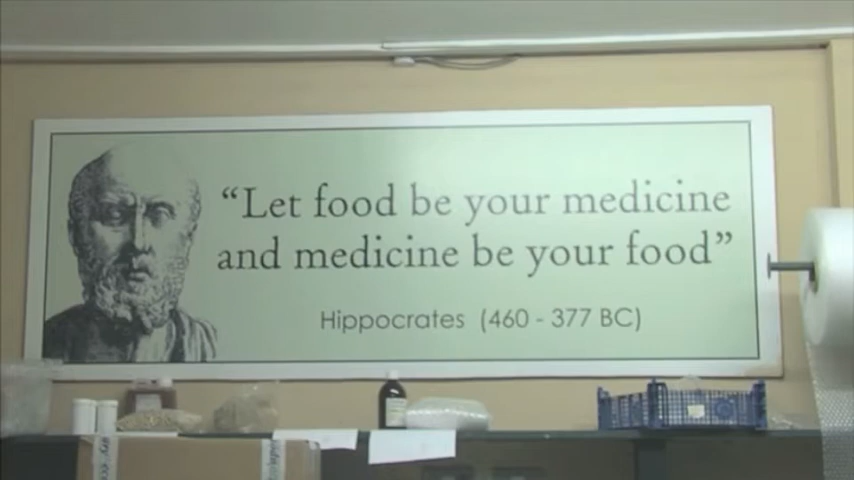 “Let food be your medicine
and medicine be your food”
Hippocrates (460 - 377 BC)